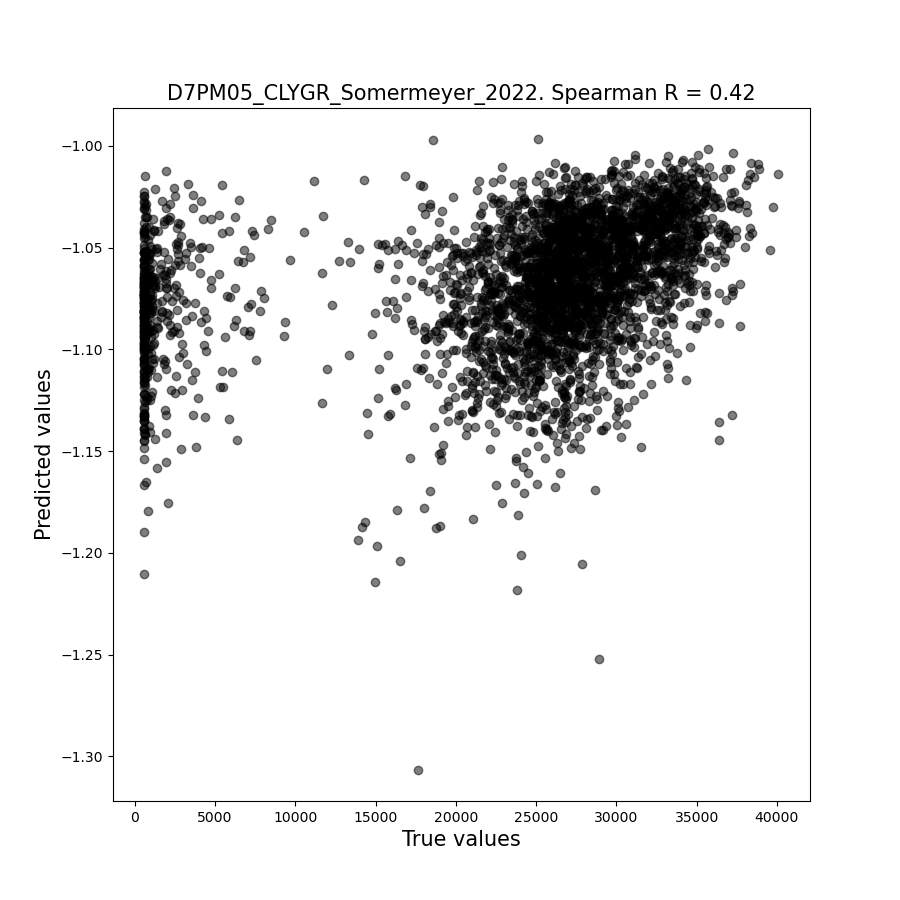 D7PM05_CLYGR_Somermeyer_2022. Spearman R = 0.42
Predicted values
−1.00
−1.05
−1.10
−1.15
−1.20
−1.25
−1.30
0 5000 10000 15000 20000 25000 30000 35000 40000
True values